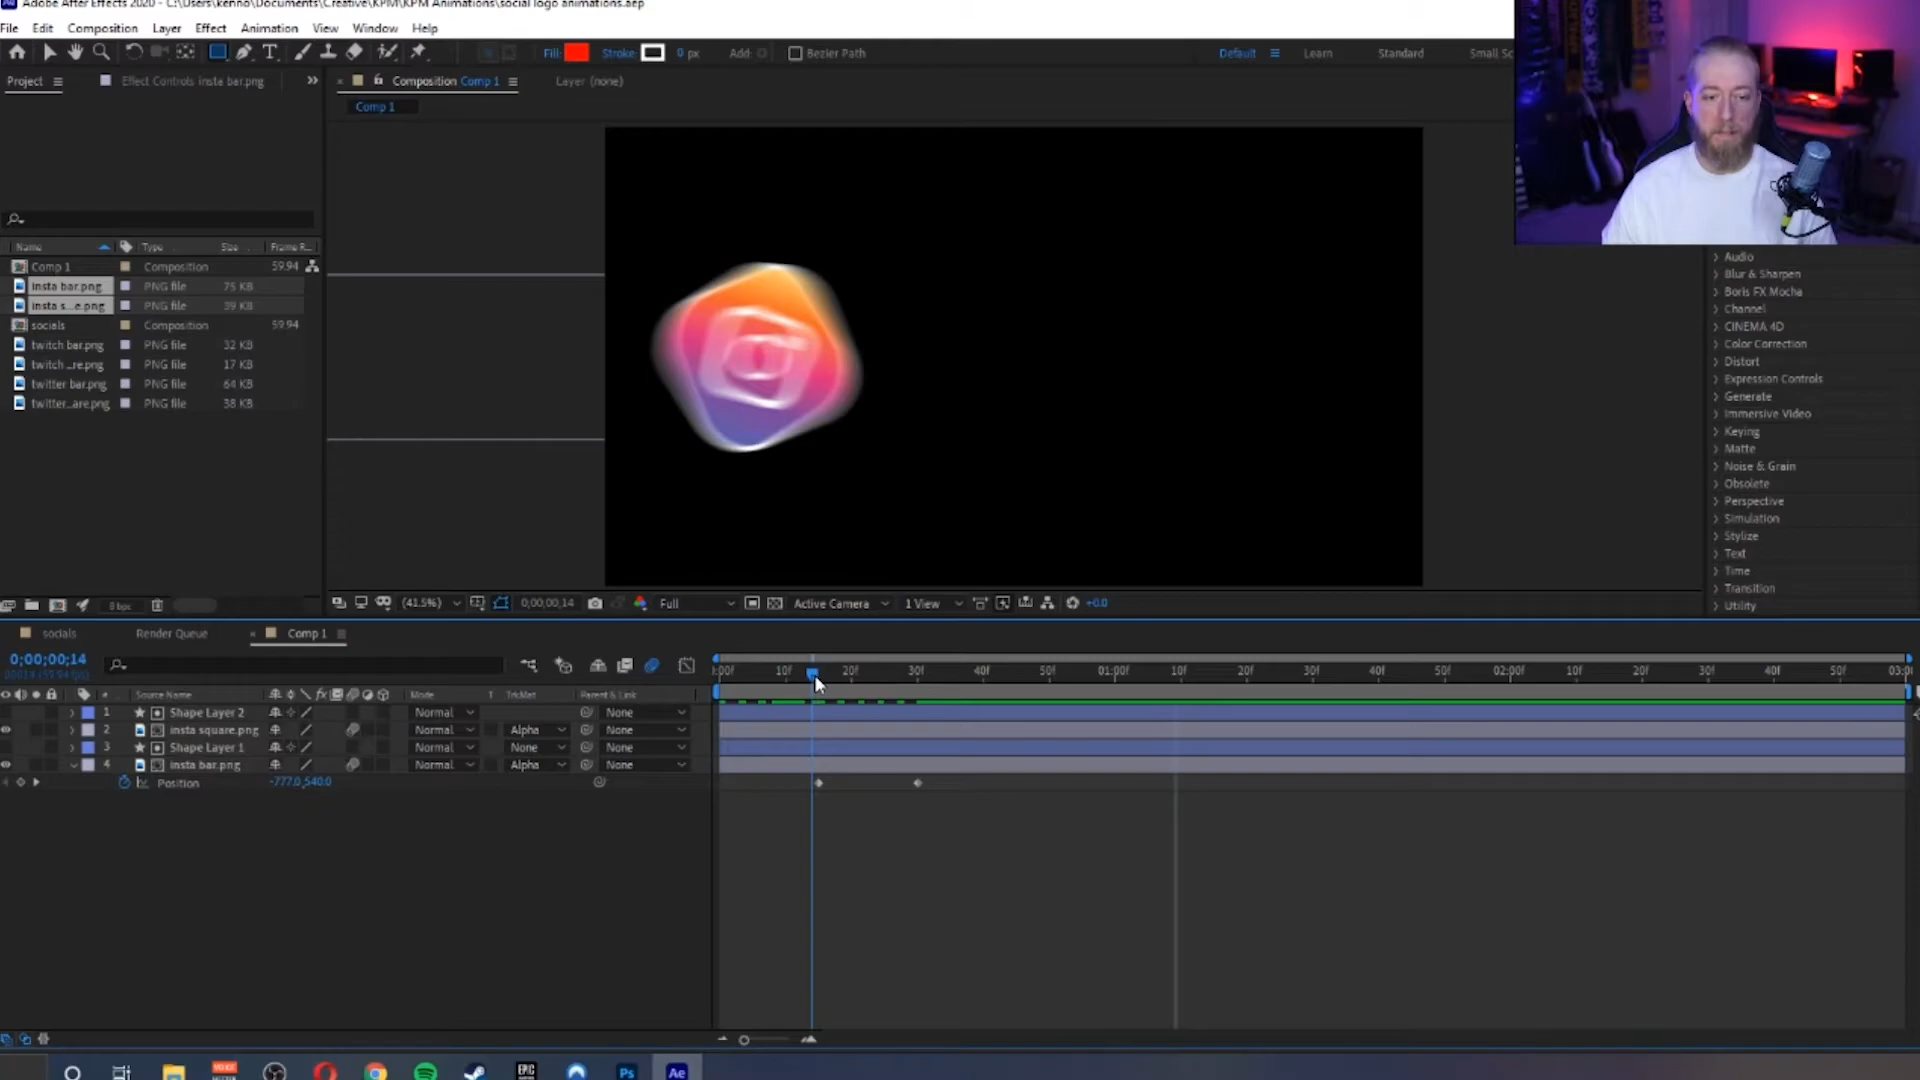 Adobe After Effects 2020 - C:\Users\kenno\Documents\Creative\KPM\KPM Animations\social logo animations.aep
File Edit Composition Layer Effect Animation View Window Help
Fill: Stroke: 0 px Add: Bezier Path Default Learn Standard Small Sc
Project Effect Controls insta bar.png Composition Comp 1 Layer (none)
Comp 1
Name Type Size Frame R...
Comp 1 Composition 59.94
insta bar.png PNG file 75 KB
insta s...e.png PNG file 39 KB
socials Composition 59.94
twitch bar.png PNG file 32 KB
twitch ...re.png PNG file 17 KB
twitter bar.png PNG file 64 KB
twitter...are.png PNG file 38 KB
Audio
Blur & Sharpen
Boris FX Mocha
Channel
CINEMA 4D
Color Correction
Distort
Expression Controls
Generate
Immersive Video
Keying
Matte
Noise & Grain
Obsolete
Perspective
Simulation
Stylize
Text
Time
Transition
Utility
8 bpc (41.5%) 0;00;00;14 Full Active Camera 1 View +0.0
socials Render Queue Comp 1
0;00;00;14
:00f 10f 20f 30f 40f 50f 01:00f 10f 20f 30f 40f 50f 02:00f 10f 20f 30f 40f 50f 03:0
# Source Name Mode T TrkMat Parent & Link
1 Shape Layer 2 Normal None
2 insta square.png Normal Alpha None
3 Shape Layer 1 Normal None None
4 insta bar.png Normal Alpha None
Position -777.0,540.0
EPIC Ps Ae